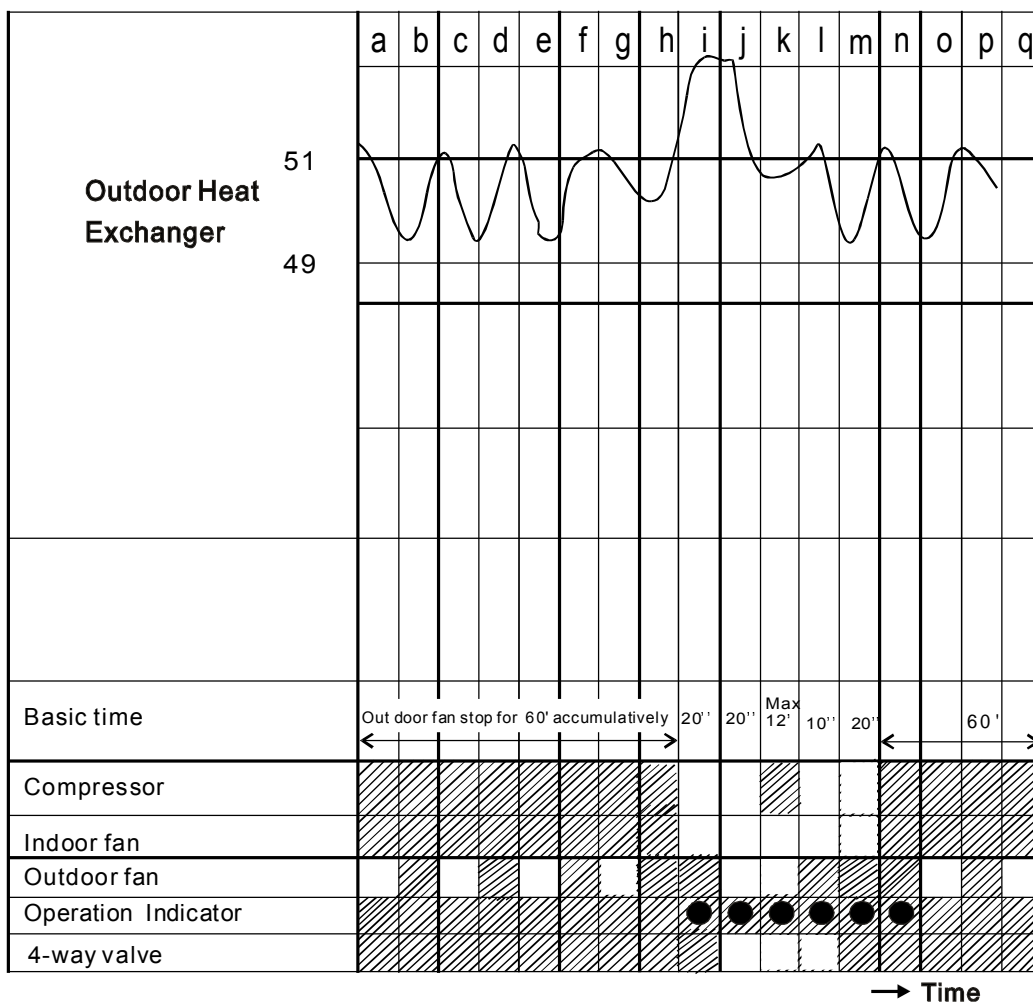 a b c d e f g h i j k l m n o p q
51
Outdoor Heat
Exchanger
49
Basic time
Out door fan stop for 60' accumulatively 20'' 20'' Max 12' 10'' 20'' 60'
Compressor
Indoor fan
Outdoor fan
Operation Indicator
4-way valve
→ Time